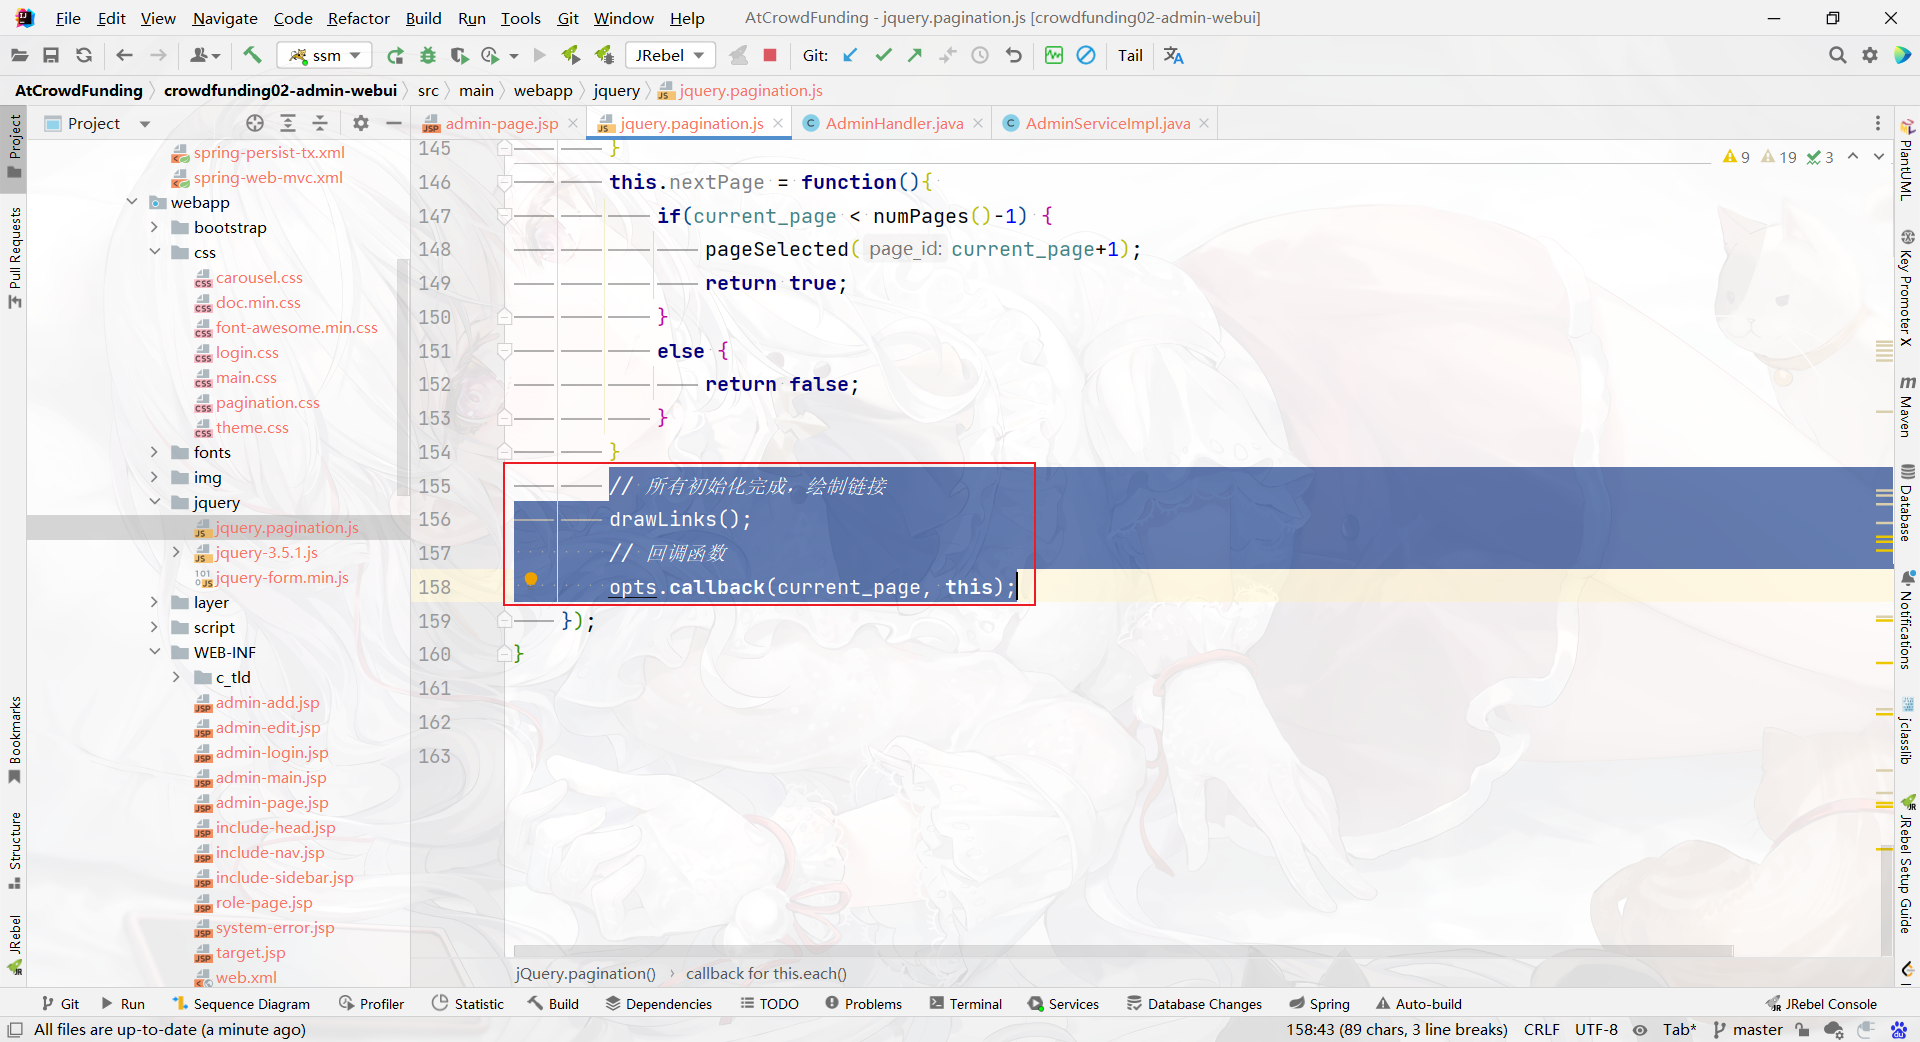 File Edit View Navigate Code Refactor Build Run Tools Git Window Help AtCrowdFunding - jquery.pagination.js [crowdfunding02-admin-webui]
ssm JRebel Git: Tail
AtCrowdFunding crowdfunding02-admin-webui src main webapp jquery jquery.pagination.js
Project
admin-page.jsp jquery.pagination.js AdminHandler.java AdminServiceImpl.java
9 19 3
Project
Pull Requests
Bookmarks
Structure
JRebel
spring-persist-tx.xml
spring-web-mvc.xml
webapp
bootstrap
css
carousel.css
doc.min.css
font-awesome.min.css
login.css
main.css
pagination.css
theme.css
fonts
img
jquery
jquery.pagination.js
jquery-3.5.1.js
jquery-form.min.js
layer
script
WEB-INF
c_tld
admin-add.jsp
admin-edit.jsp
admin-login.jsp
admin-main.jsp
admin-page.jsp
include-head.jsp
include-nav.jsp
include-sidebar.jsp
role-page.jsp
system-error.jsp
target.jsp
web.xml
145 }
146 this.nextPage = function(){
147 if(current_page < numPages()-1) {
148 pageSelected( page_id: current_page+1);
149 return true;
150 }
151 else {
152 return false;
153 }
154 }
155 // 所有初始化完成，绘制链接
156 drawLinks();
157 // 回调函数
158 opts.callback(current_page, this);
159 });
160 }
161
162
163
jQuery.pagination() › callback for this.each()
PlantUML
Key Promoter X
m Maven
Database
Notifications
jclasslib
JRebel Setup Guide
Git Run Sequence Diagram Profiler Statistic Build Dependencies TODO Problems Terminal Services Database Changes Spring Auto-build JRebel Console
All files are up-to-date (a minute ago) 158:43 (89 chars, 3 line breaks) CRLF UTF-8 Tab* master